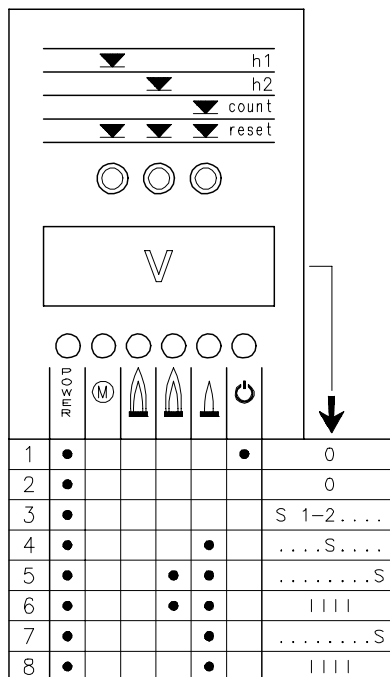 h1
h2
count
reset
V
POWER
M
1 0
2 0
3 S 1-2....
4 ....S....
5 ........S
6 IIII
7 ........S
8 IIII